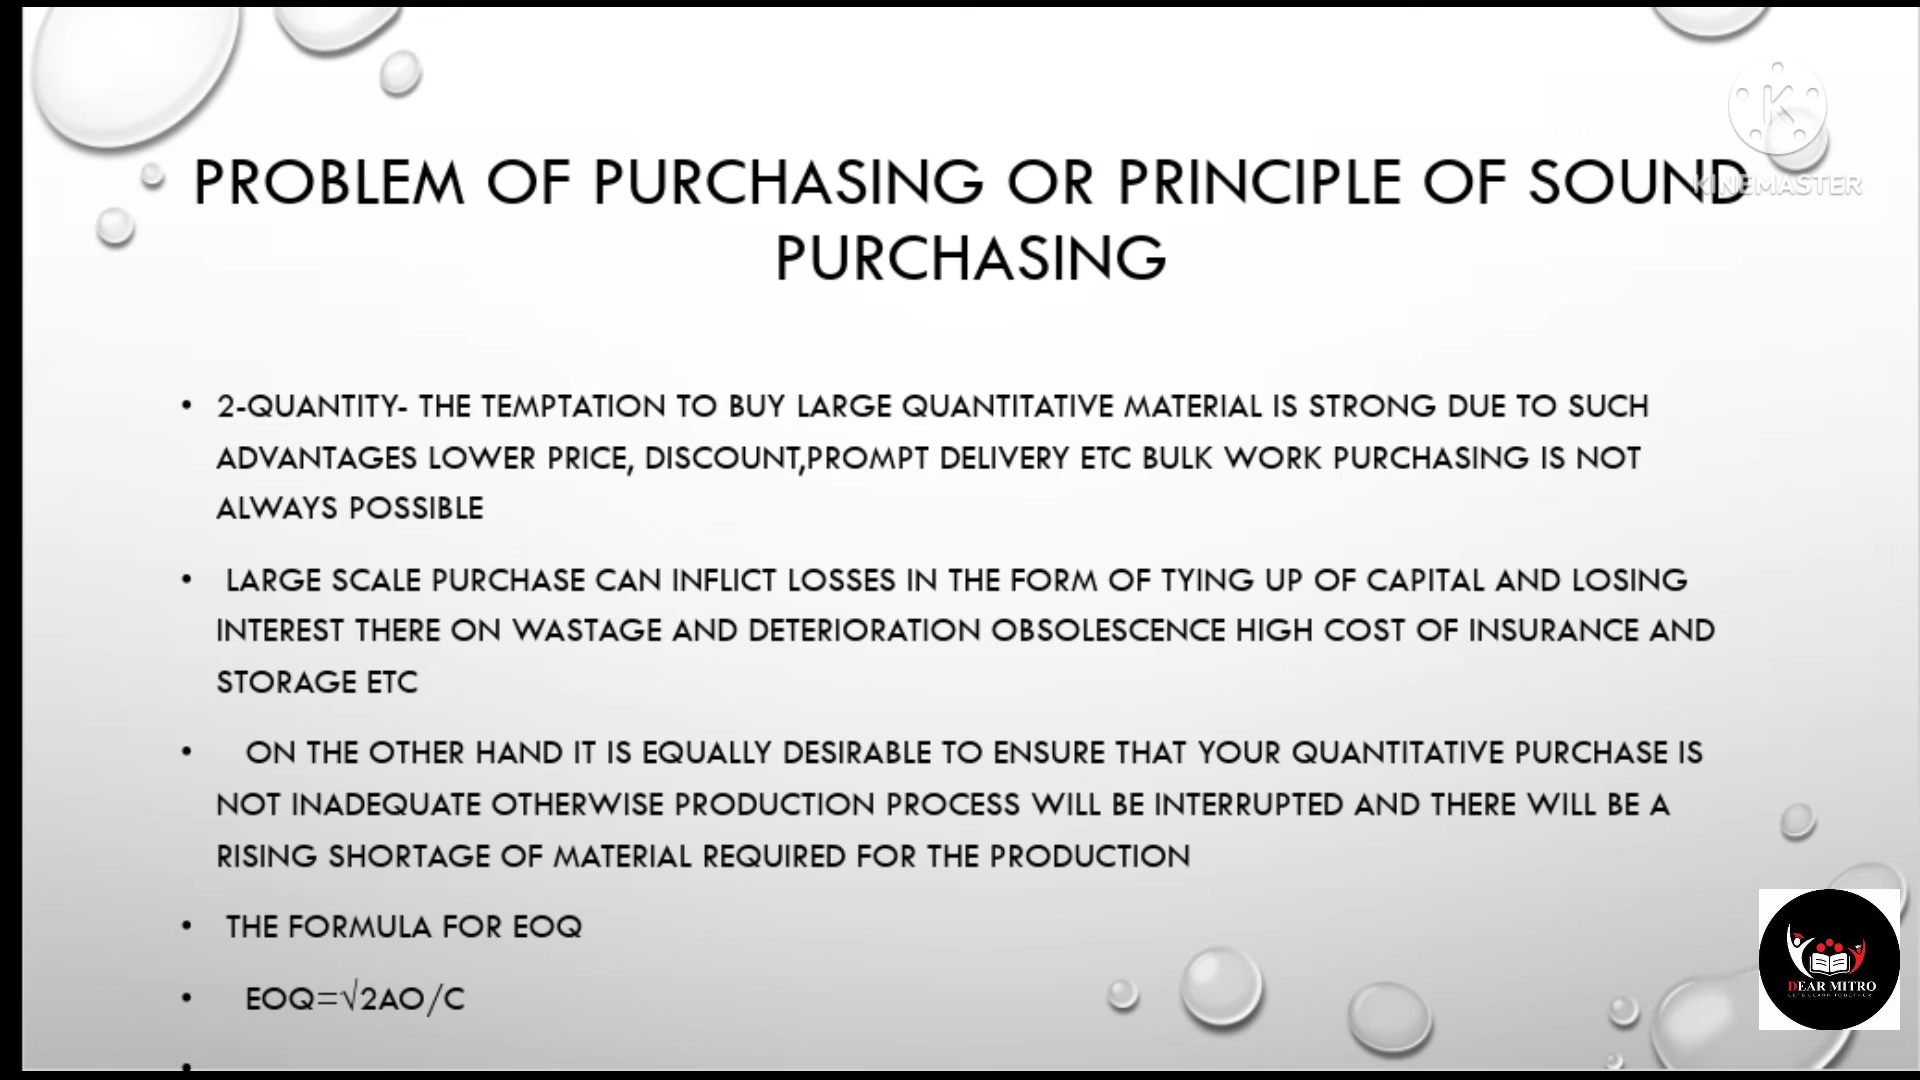 PROBLEM OF PURCHASING OR PRINCIPLE OF SOUND
PURCHASING
K
KINEMASTER
• 2-QUANTITY- THE TEMPTATION TO BUY LARGE QUANTITATIVE MATERIAL IS STRONG DUE TO SUCH
ADVANTAGES LOWER PRICE, DISCOUNT,PROMPT DELIVERY ETC BULK WORK PURCHASING IS NOT
ALWAYS POSSIBLE
• LARGE SCALE PURCHASE CAN INFLICT LOSSES IN THE FORM OF TYING UP OF CAPITAL AND LOSING
INTEREST THERE ON WASTAGE AND DETERIORATION OBSOLESCENCE HIGH COST OF INSURANCE AND
STORAGE ETC
• ON THE OTHER HAND IT IS EQUALLY DESIRABLE TO ENSURE THAT YOUR QUANTITATIVE PURCHASE IS
NOT INADEQUATE OTHERWISE PRODUCTION PROCESS WILL BE INTERRUPTED AND THERE WILL BE A
RISING SHORTAGE OF MATERIAL REQUIRED FOR THE PRODUCTION
• THE FORMULA FOR EOQ
• EOQ=√2AO/C
•
DEAR MITRO
LET'S LEARN TOGETHER